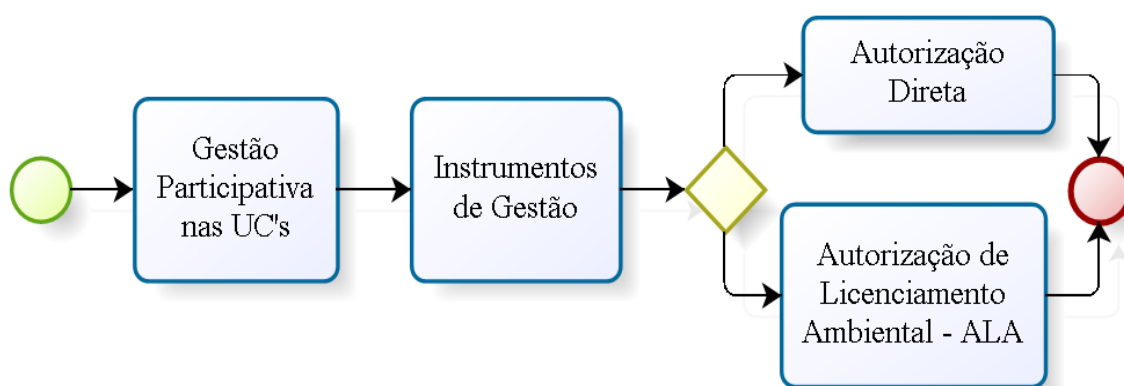 Gestão
Participativa
nas UC's
Instrumentos
de Gestão
Autorização
Direta
Autorização de
Licenciamento
Ambiental - ALA